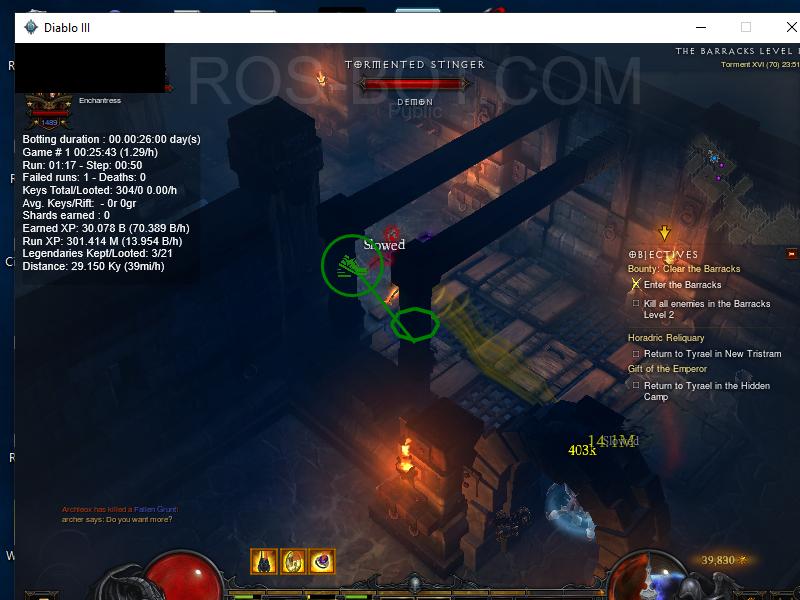 Diablo III
THE BARRACKS LEVEL
Torment XVI (70) 23:51
TORMENTED STINGER
ROS-BOT.COM
DEMON
Public
Enchantress
1489
Botting duration : 00.00:26:00 day(s)
Game # 1 00:25:43 (1.29/h)
Run: 01:17 - Step: 00:50
Failed runs: 1 - Deaths: 0
Keys Total/Looted: 304/0 0.00/h
Avg. Keys/Rift: - 0r 0gr
Shards earned : 0
Earned XP: 30.078 B (70.389 B/h)
Run XP: 301.414 M (13.954 B/h)
Legendaries Kept/Looted: 3/21
Distance: 29.150 Ky (39mi/h)
Slowed
OBJECTIVES
Bounty: Clear the Barracks
Enter the Barracks
Kill all enemies in the Barracks
Level 2
Horadric Reliquary
Return to Tyrael in New Tristram
Gift of the Emperor
Return to Tyrael in the Hidden
Camp
14.1M
Slowed
403k
Archleox has killed a Fallen Grunt!
archer says: Do you want more?
39,830